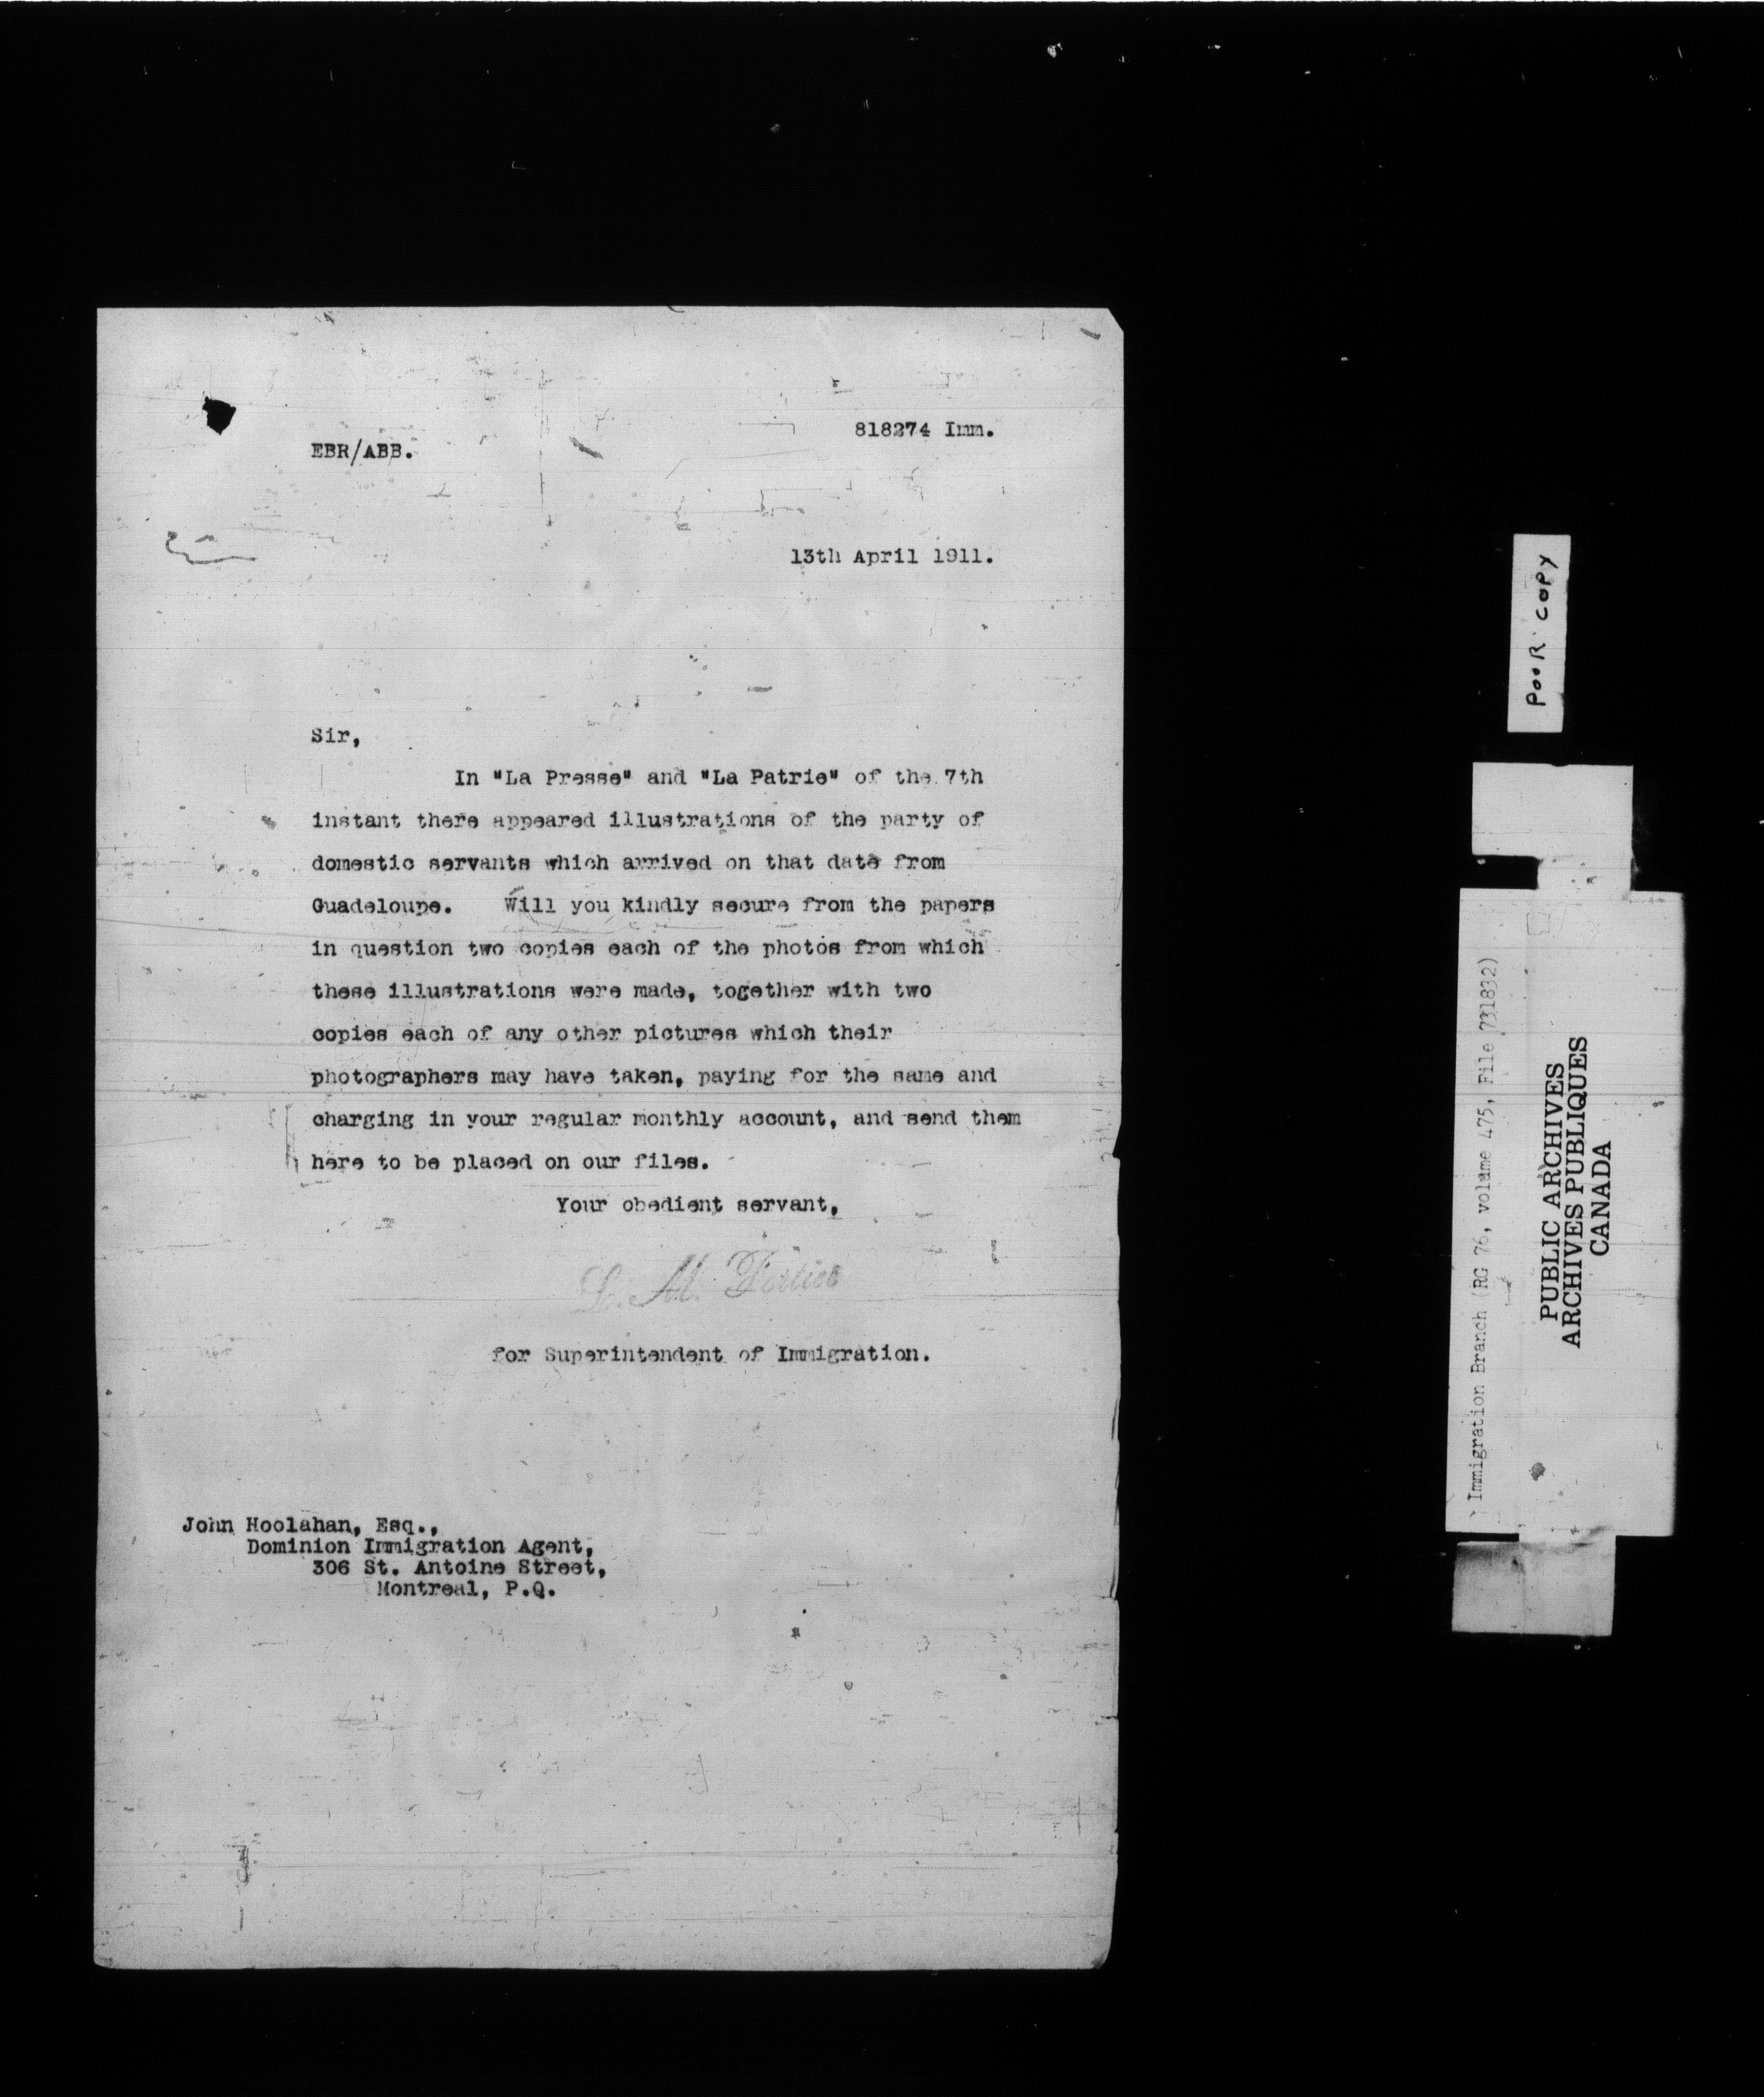 818274 Imm.
EBR/ABB.
13th April 1911.
Sir,
In "La Presse" and "La Patrie" of the 7th
instant there appeared illustrations of the party of
domestic servants which arrived on that date from
Guadeloupe. Will you kindly secure from the papers
in question two copies each of the photos from which
these illustrations were made, together with two
copies each of any other pictures which their
photographers may have taken, paying for the same and
charging in your regular monthly account, and send them
here to be placed on our files.
Your obedient servant,
L. M. Fortier
for Superintendent of Immigration.
John Hoolahan, Esq.,
Dominion Immigration Agent,
306 St. Antoine Street,
Montreal, P.Q.
POOR COPY
Immigration Branch (RG 76, volume 475, File 731832)
PUBLIC ARCHIVES
ARCHIVES PUBLIQUES
CANADA